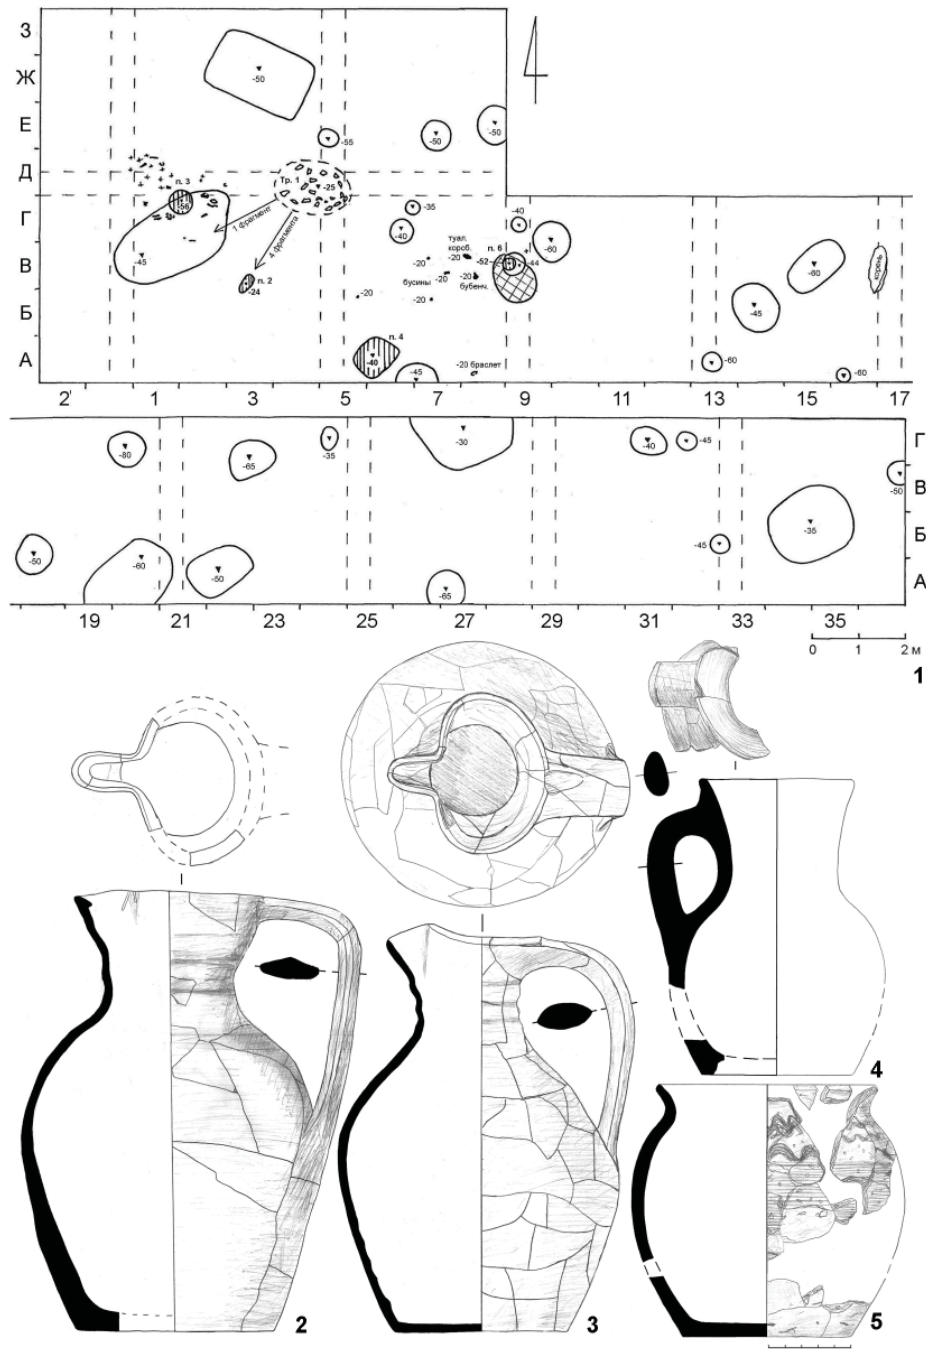 З
Ж
-50
Е
-55
-50
-50
Д
п. 3
Тр. 1
-25
-56
Г
1 фрагмент
4 фрагмента
-35
-40
-40
туал.
короб.
п. 6
-60
-52
-44
В
-45
п. 2
-24
-20
-20
-20
-20
бусины
бубенч.
-60
корень
Б
-20
-20
-45
п. 4
А
-40
-45
-20 браслет
-60
-60
2'
1
3
5
7
9
11
13
15
17
-80
-65
-35
-30
-40
-45
Г
-50
В
-50
-60
-50
-45
-35
Б
-65
А
19
21
23
25
27
29
31
33
35
0
1
2 м
1
4
2
3
5